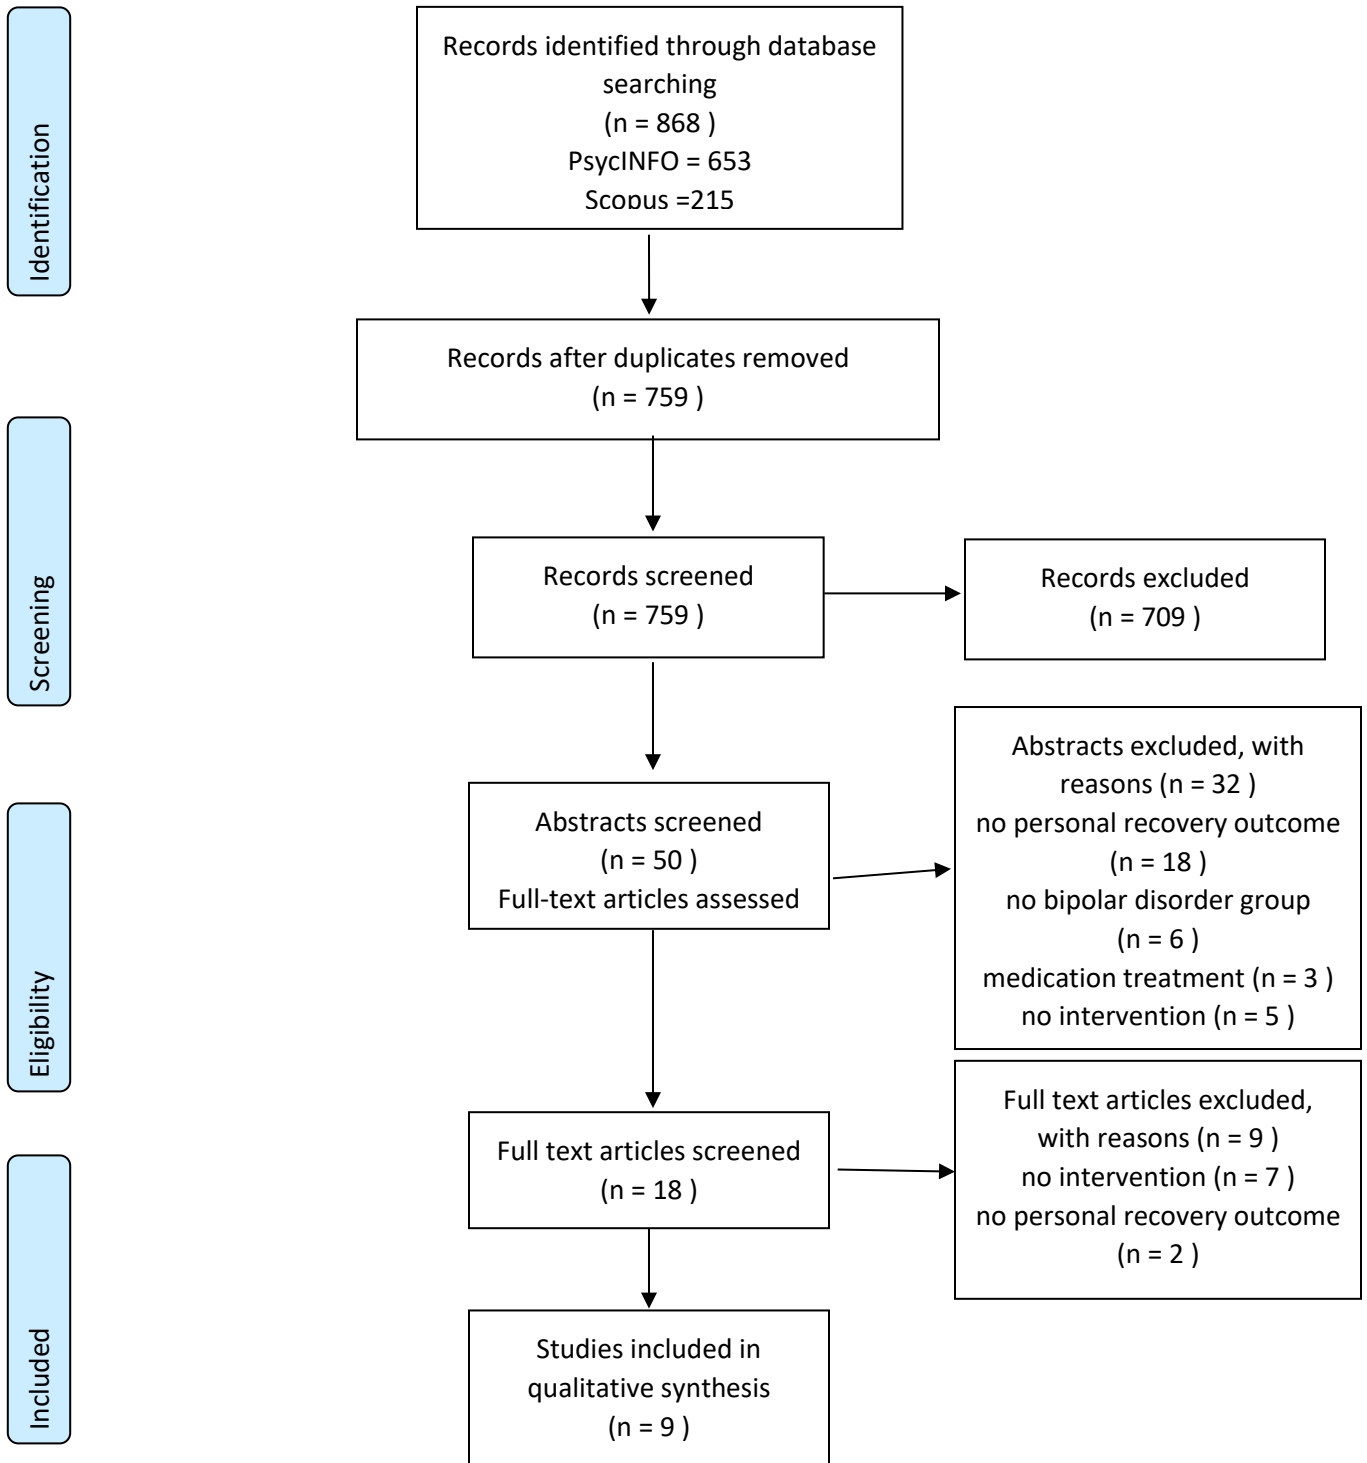 Identification
Records identified through database
searching
(n = 868 )
PsycINFO = 653
Scopus =215
Records after duplicates removed
(n = 759 )
Screening
Records screened
(n = 759 )
Records excluded
(n = 709 )
Eligibility
Abstracts screened
(n = 50 )
Full-text articles assessed
Abstracts excluded, with
reasons (n = 32 )
no personal recovery outcome
(n = 18 )
no bipolar disorder group
(n = 6 )
medication treatment (n = 3 )
no intervention (n = 5 )
Full text articles screened
(n = 18 )
Full text articles excluded,
with reasons (n = 9 )
no intervention (n = 7 )
no personal recovery outcome
(n = 2 )
Included
Studies included in
qualitative synthesis
(n = 9 )